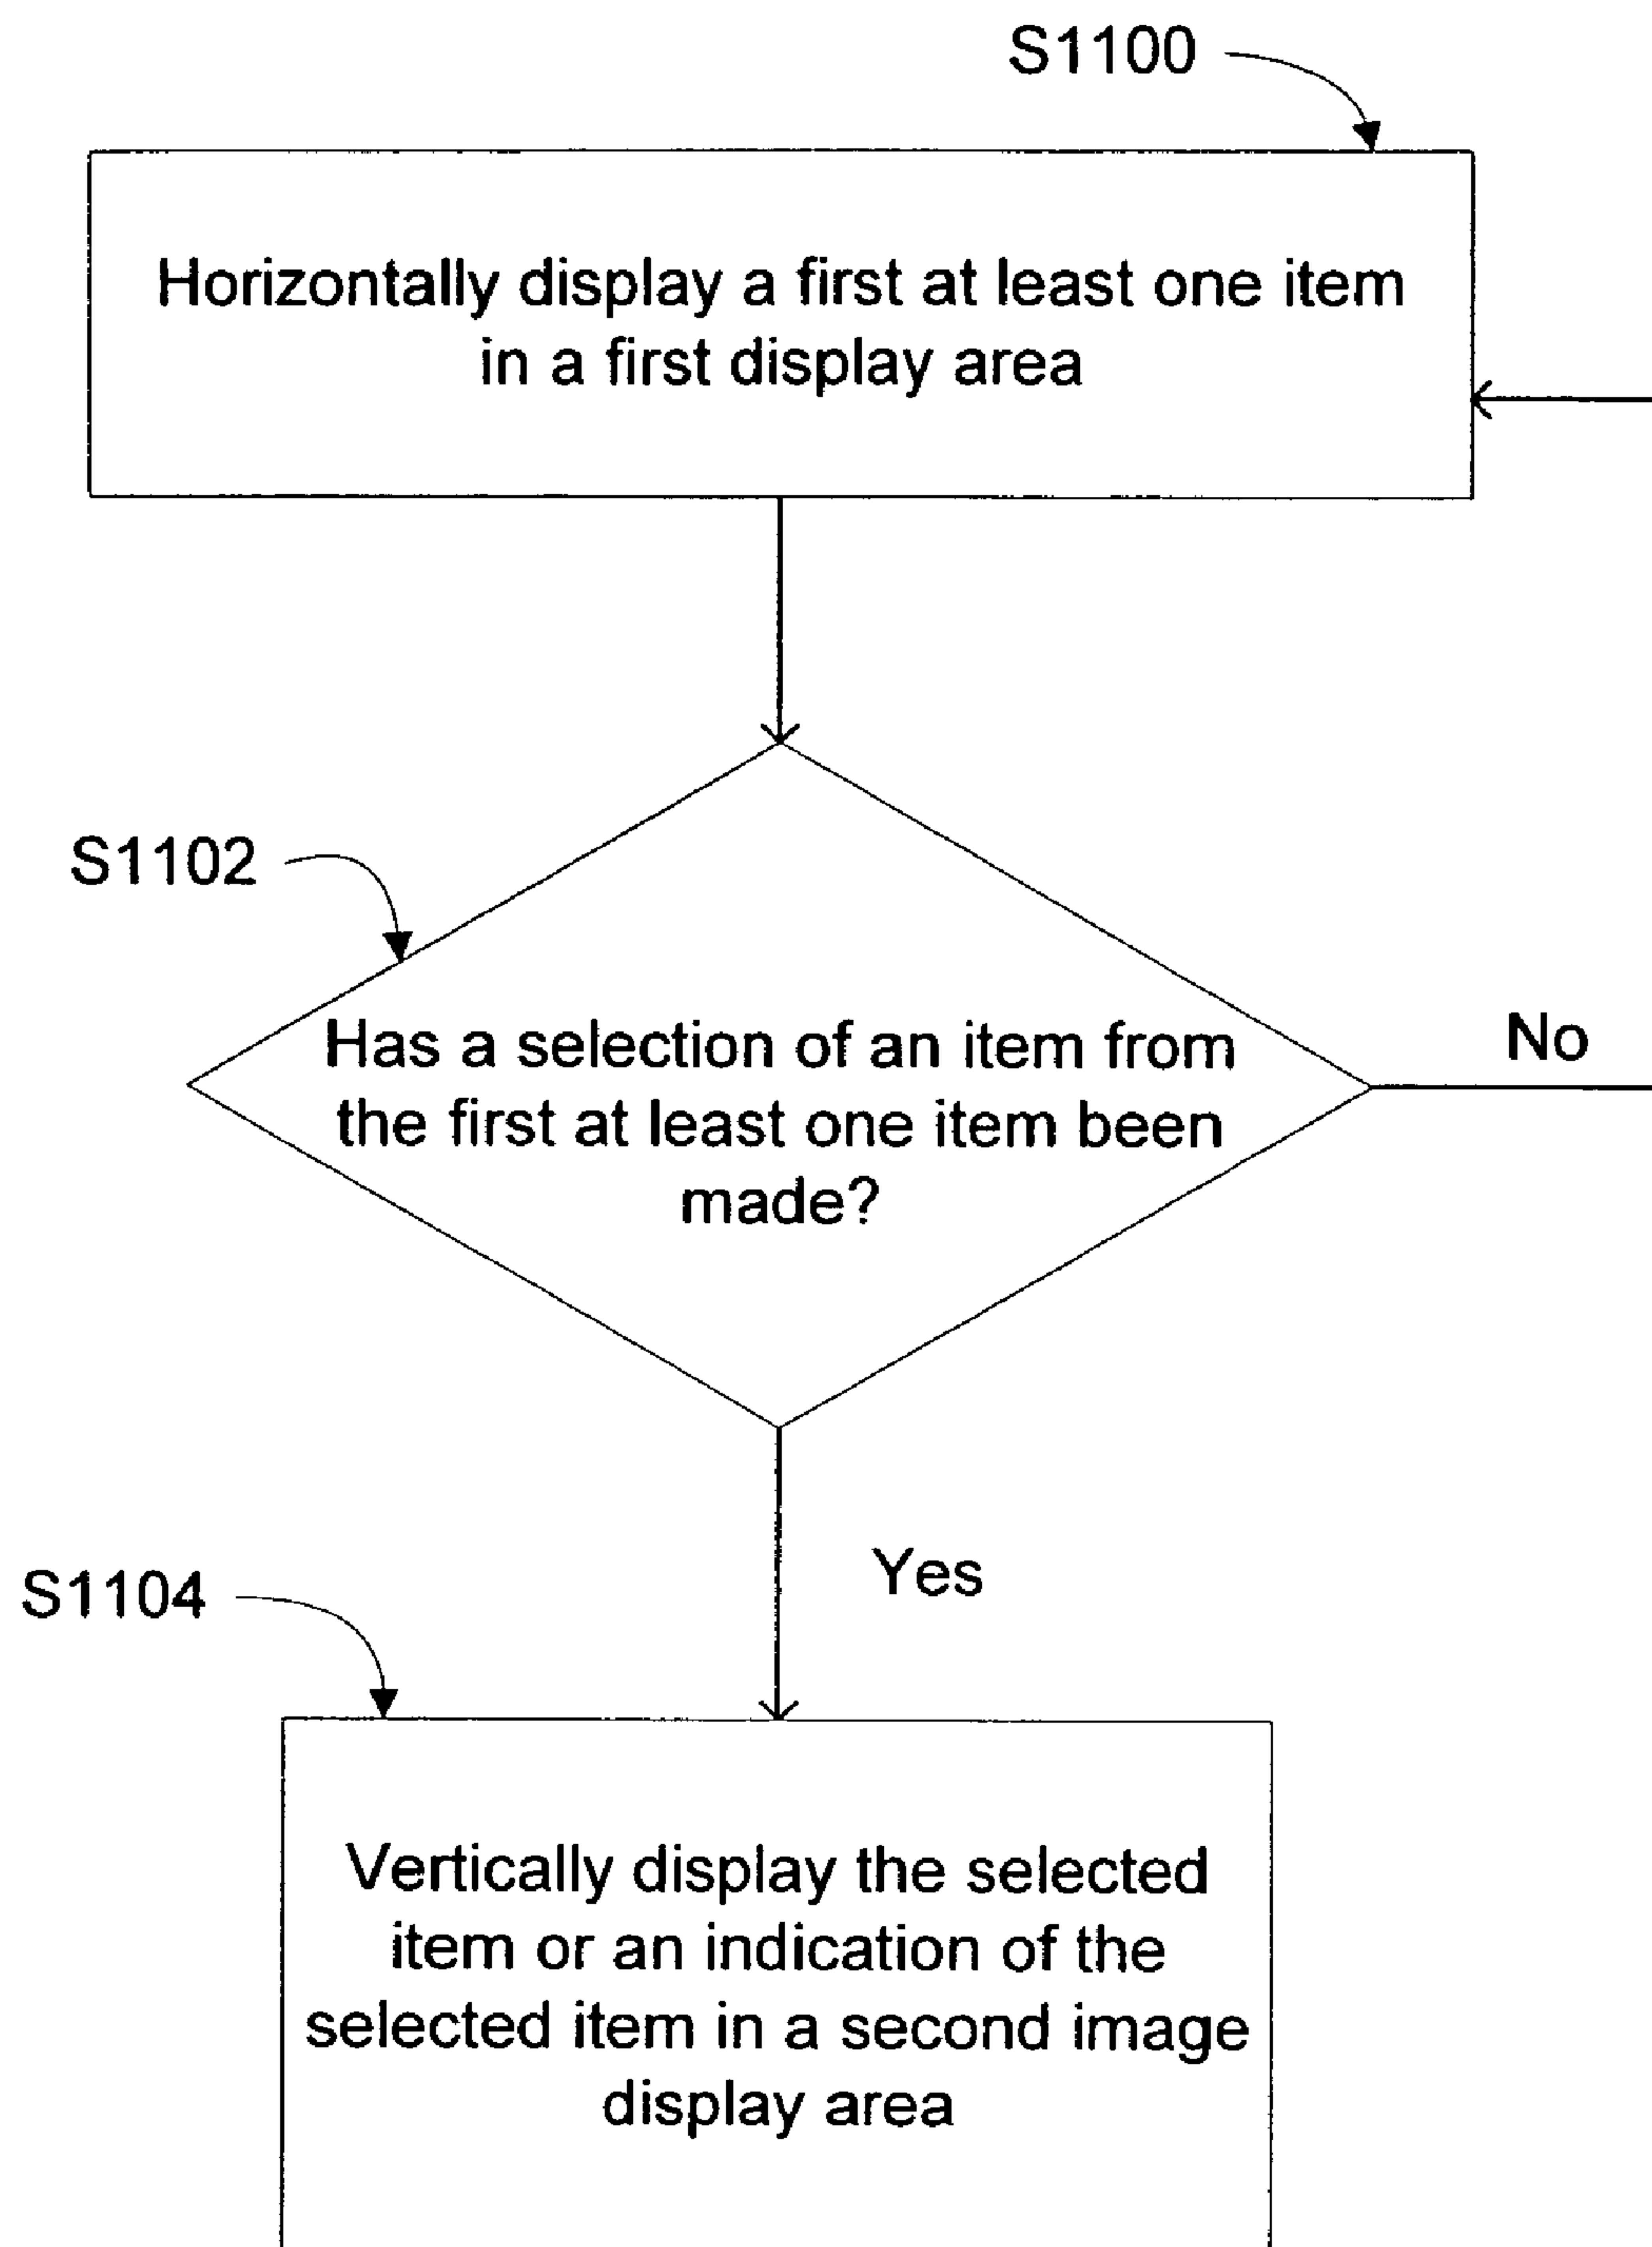 S1100
Horizontally display a first at least one item
in a first display area
S1102
Has a selection of an item from
the first at least one item been
made?
No
Yes
S1104
Vertically display the selected
item or an indication of the
selected item in a second image
display area